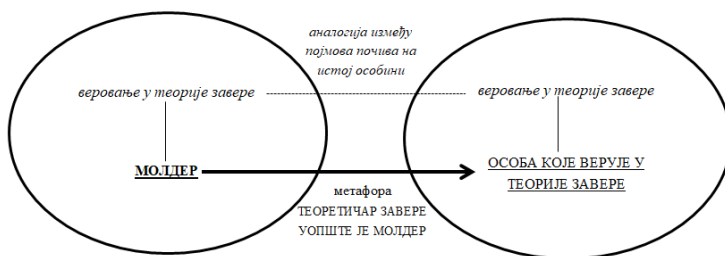 аналогија између
појмова почива на
истој особини
веровање у теорије завере
веровање у теорије завере
МОЛДЕР
ОСОБА КОЈЕ ВЕРУЈЕ У
ТЕОРИЈЕ ЗАВЕРЕ
метафора
ТЕОРЕТИЧАР ЗАВЕРЕ
УОПШТЕ ЈЕ МОЛДЕР